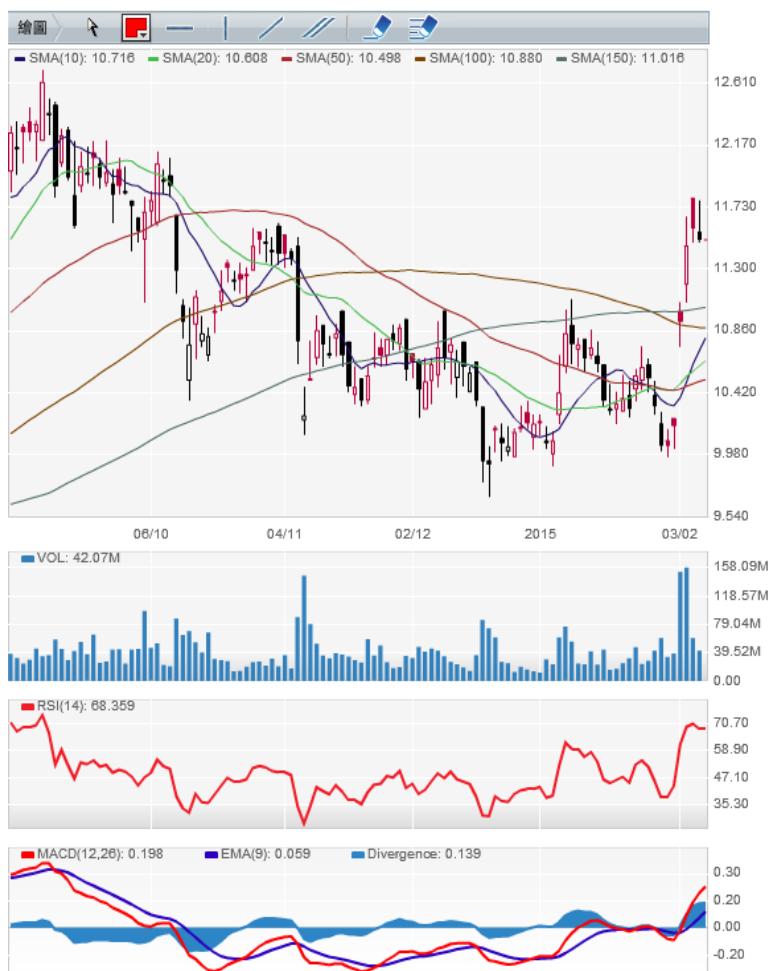 繪圖
SMA(10): 10.716 SMA(20): 10.608 SMA(50): 10.498 SMA(100): 10.880 SMA(150): 11.016
12.610
12.170
11.730
11.300
10.860
10.420
9.980
9.540
06/10 04/11 02/12 2015 03/02
VOL: 42.07M
158.09M
118.57M
79.04M
39.52M
0.00
RSI(14): 68.359
70.70
58.90
47.10
35.30
MACD(12,26): 0.198 EMA(9): 0.059 Divergence: 0.139
0.30
0.20
0.00
-0.20